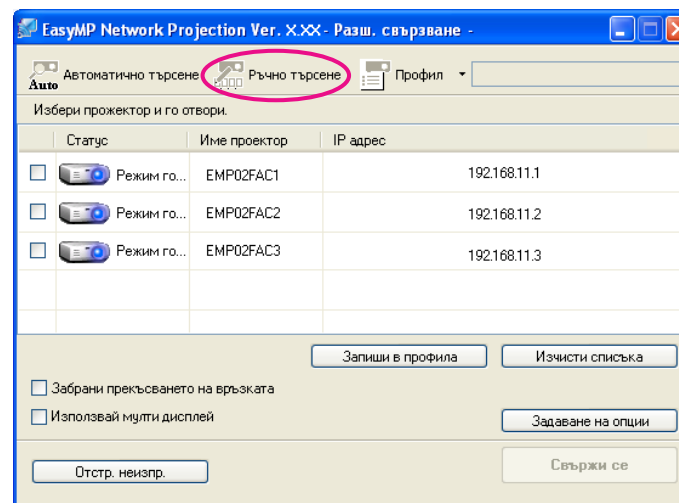 EasyMP Network Projection Ver. X.XX - Разш. свързване -
Auto Автоматично търсене Ръчно търсене Профил
Избери прожектор и го отвори.
Статус Име проектор IP адрес
Режим го... EMP02FAC1 192.168.11.1
Режим го... EMP02FAC2 192.168.11.2
Режим го... EMP02FAC3 192.168.11.3
Запиши в профила Изчисти списъка
Забрани прекъсването на връзката
Използвай мулти дисплей Задаване на опции
Отстр. неизпр. Свържи се